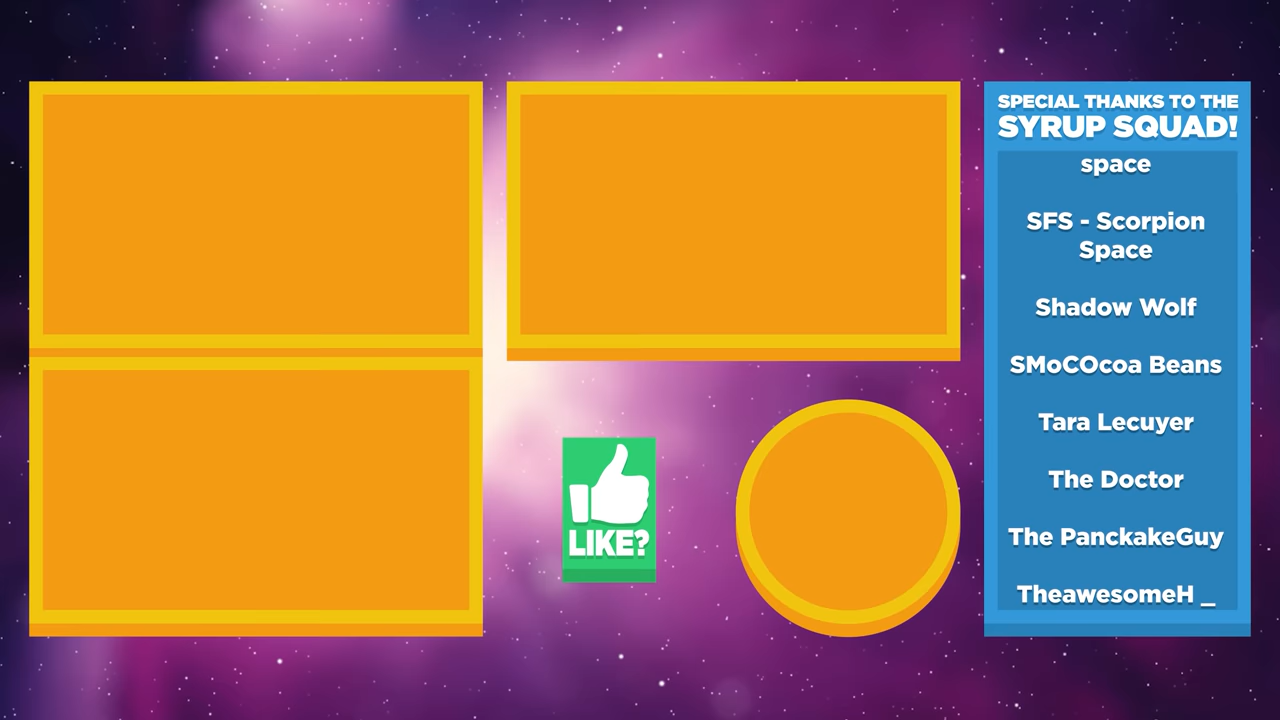 SPECIAL THANKS TO THE
SYRUP SQUAD!
space
SFS - Scorpion
Space
Shadow Wolf
SMoCOcoa Beans
Tara Lecuyer
The Doctor
The PanckakeGuy
TheawesomeH _
LIKE?